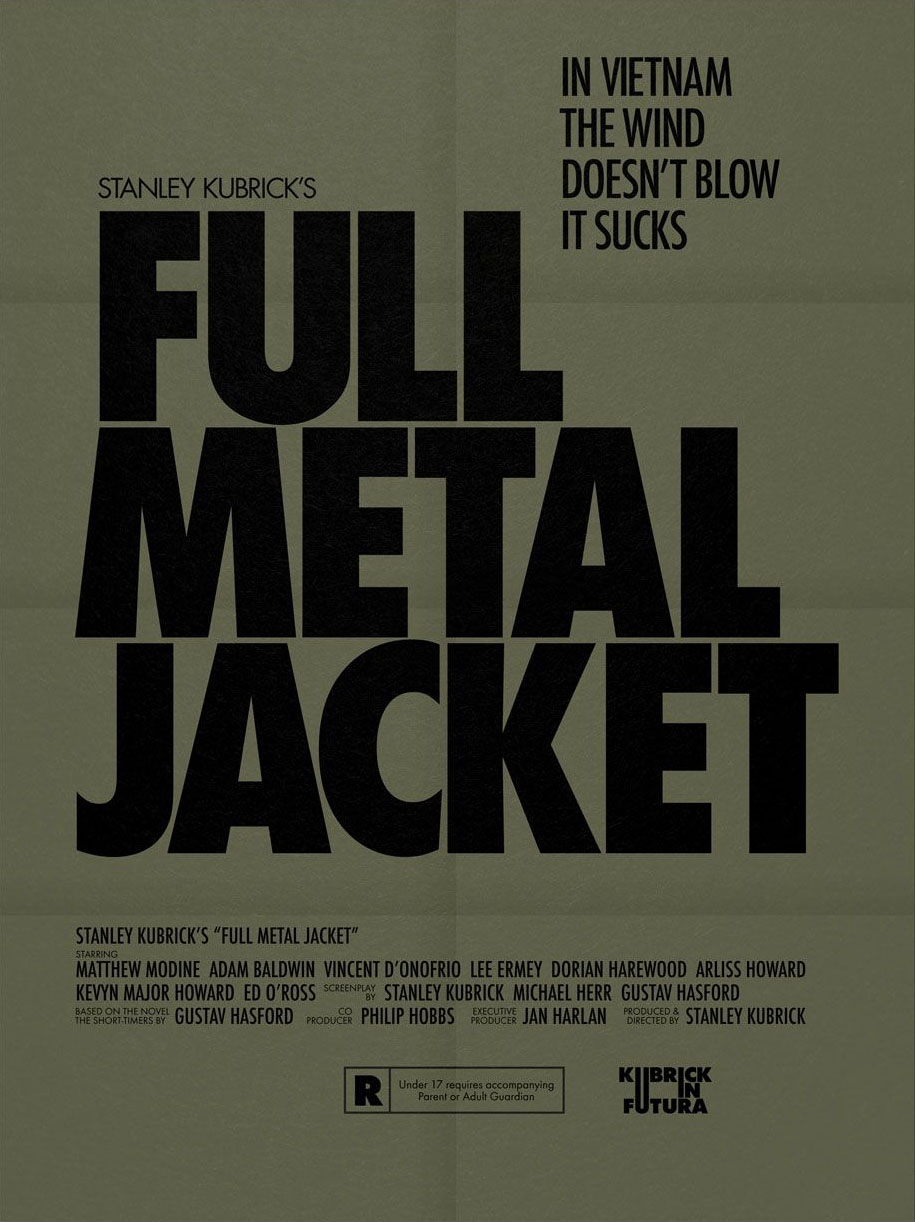 IN VIETNAM
THE WIND
DOESN'T BLOW
IT SUCKS
STANLEY KUBRICK'S
FULL
METAL
JACKET
STANLEY KUBRICK'S “FULL METAL JACKET”
STARRING
MATTHEW MODINE ADAM BALDWIN VINCENT D'ONOFRIO LEE ERMEY DORIAN HAREWOOD ARLISS HOWARD
KEVYN MAJOR HOWARD ED O'ROSS SCREENPLAY BY STANLEY KUBRICK MICHAEL HERR GUSTAV HASFORD
BASED ON THE NOVEL THE SHORT-TIMERS BY GUSTAV HASFORD CO PRODUCER PHILIP HOBBS EXECUTIVE PRODUCER JAN HARLAN PRODUCED & DIRECTED BY STANLEY KUBRICK
R Under 17 requires accompanying
Parent or Adult Guardian
KUBRICK
IN
FUTURA